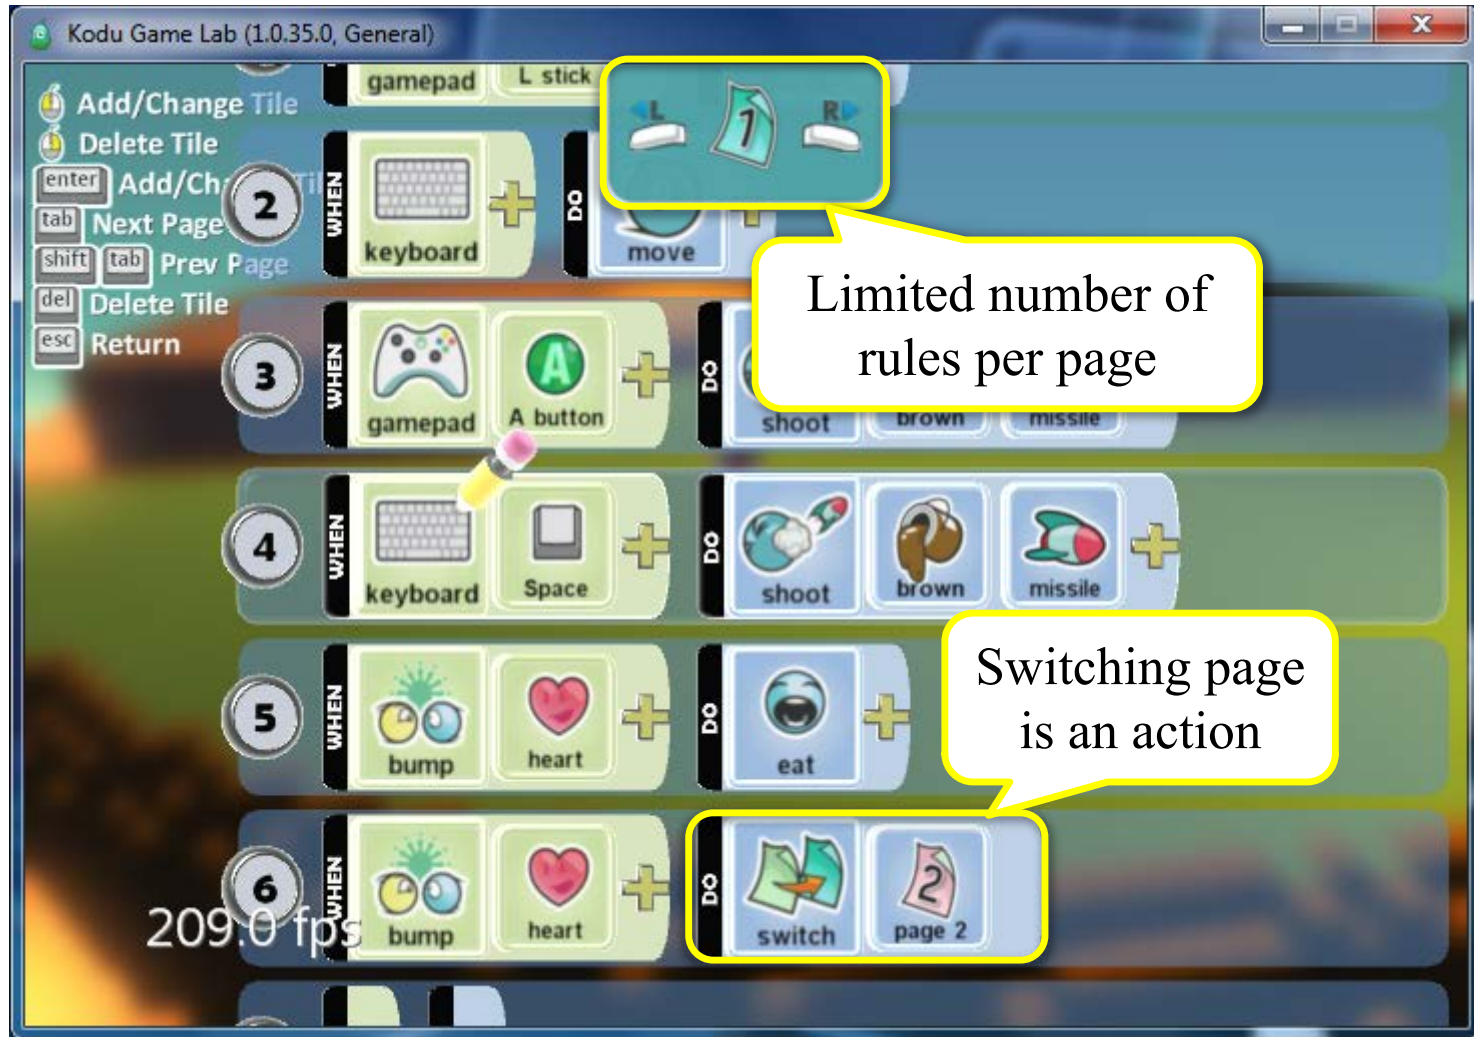 Kodu Game Lab (1.0.35.0, General)
Add/Change Tile
Delete Tile
enter Add/Ch
tab Next Page
shift tab Prev Page
del Delete Tile
esc Return
gamepad L stick
L 1 R
2 WHEN keyboard DO move
Limited number of
rules per page
3 WHEN gamepad A A button DO shoot brown missile
4 WHEN keyboard Space DO shoot brown missile
5 WHEN bump heart DO eat
Switching page
is an action
6 WHEN bump heart DO switch 2 page 2
209.0 fps